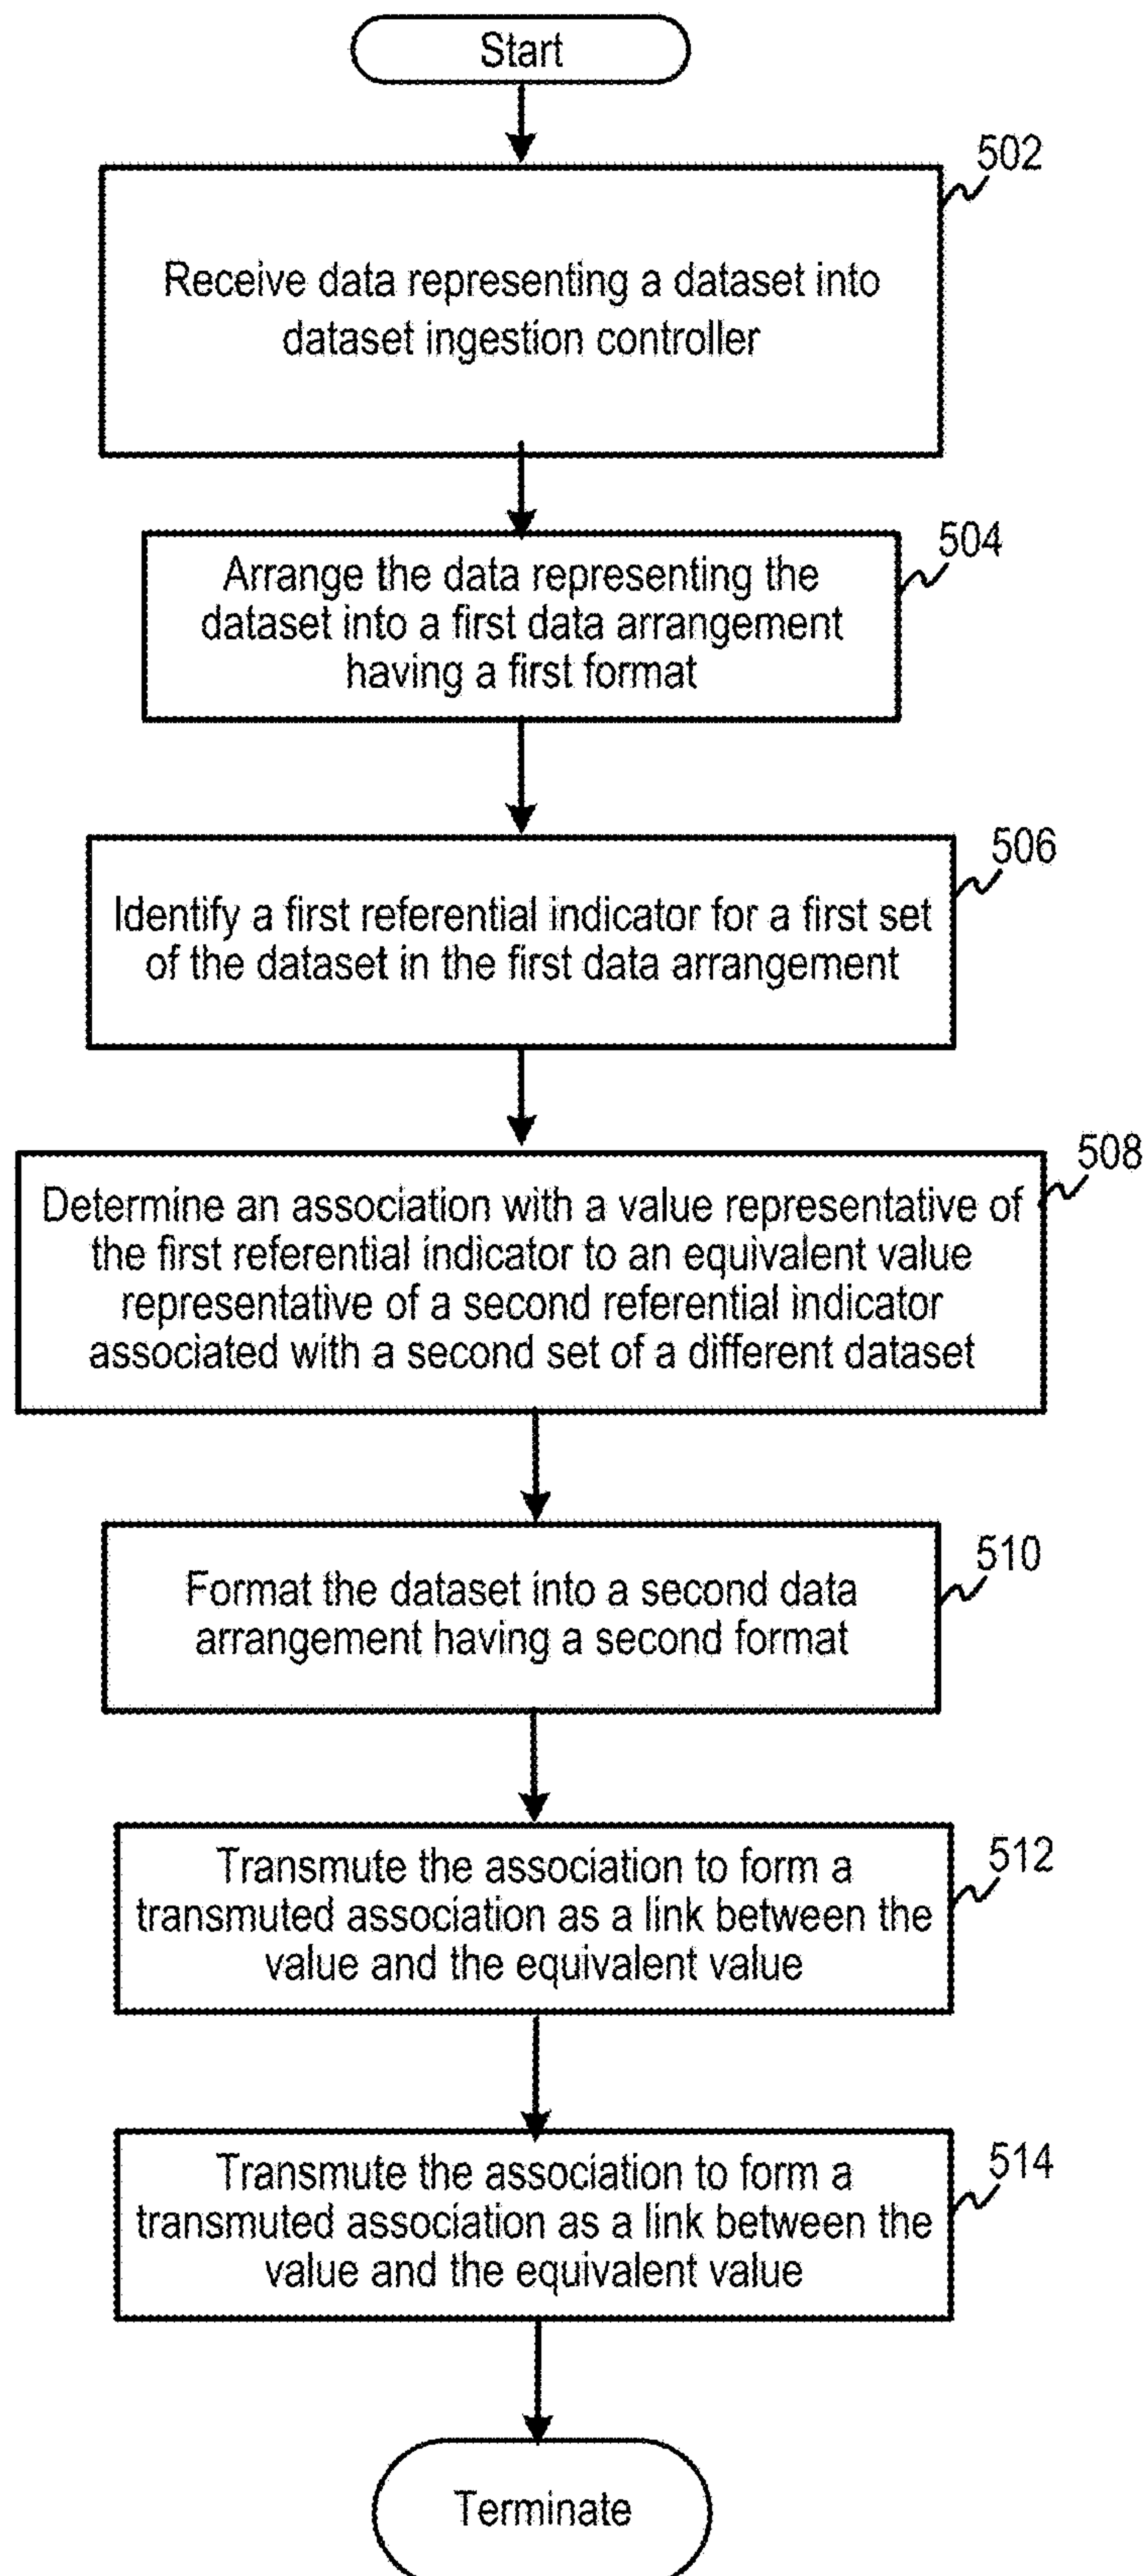 Start
502
Receive data representing a dataset into
dataset ingestion controller
504
Arrange the data representing the
dataset into a first data arrangement
having a first format
506
Identify a first referential indicator for a first set
of the dataset in the first data arrangement
508
Determine an association with a value representative of
the first referential indicator to an equivalent value
representative of a second referential indicator
associated with a second set of a different dataset
510
Format the dataset into a second data
arrangement having a second format
512
Transmute the association to form a
transmuted association as a link between the
value and the equivalent value
514
Transmute the association to form a
transmuted association as a link between the
value and the equivalent value
Terminate